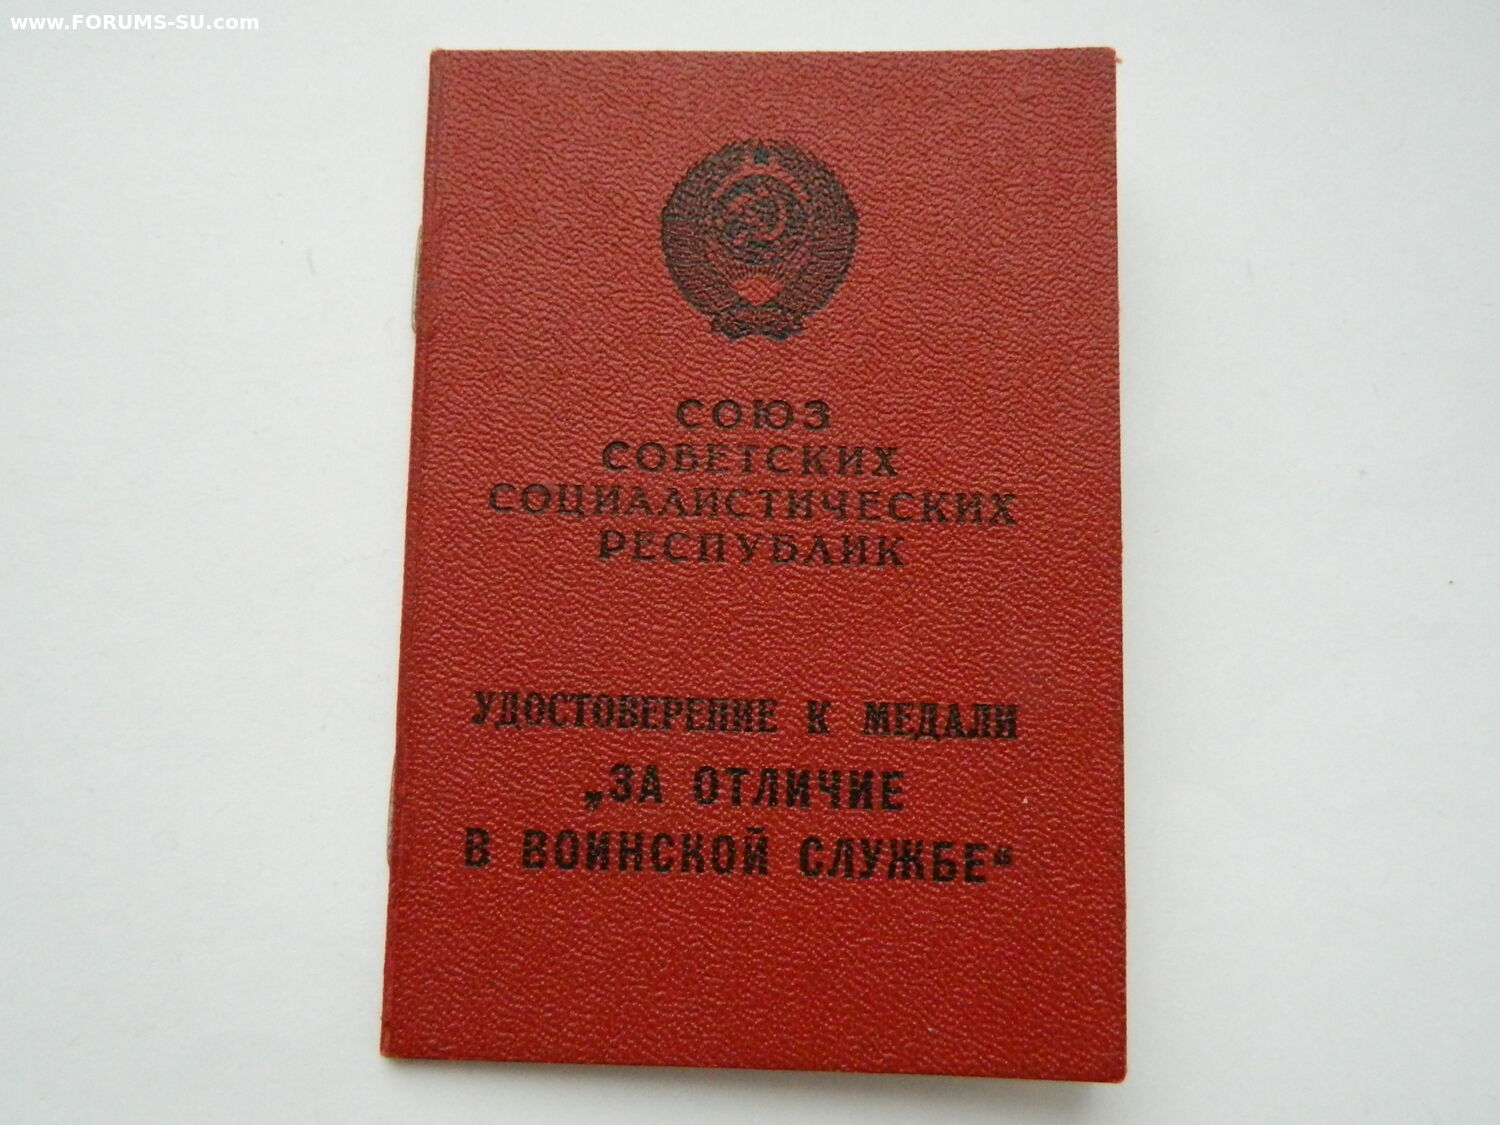 www.FORUMS-SU.com
СОЮЗ
СОВЕТСКИХ
СОЦИАЛИСТИЧЕСКИХ
РЕСПУБЛИК
УДОСТОВЕРЕНИЕ К МЕДАЛИ
„ЗА ОТЛИЧИЕ
В ВОИНСКОЙ СЛУЖБЕ“